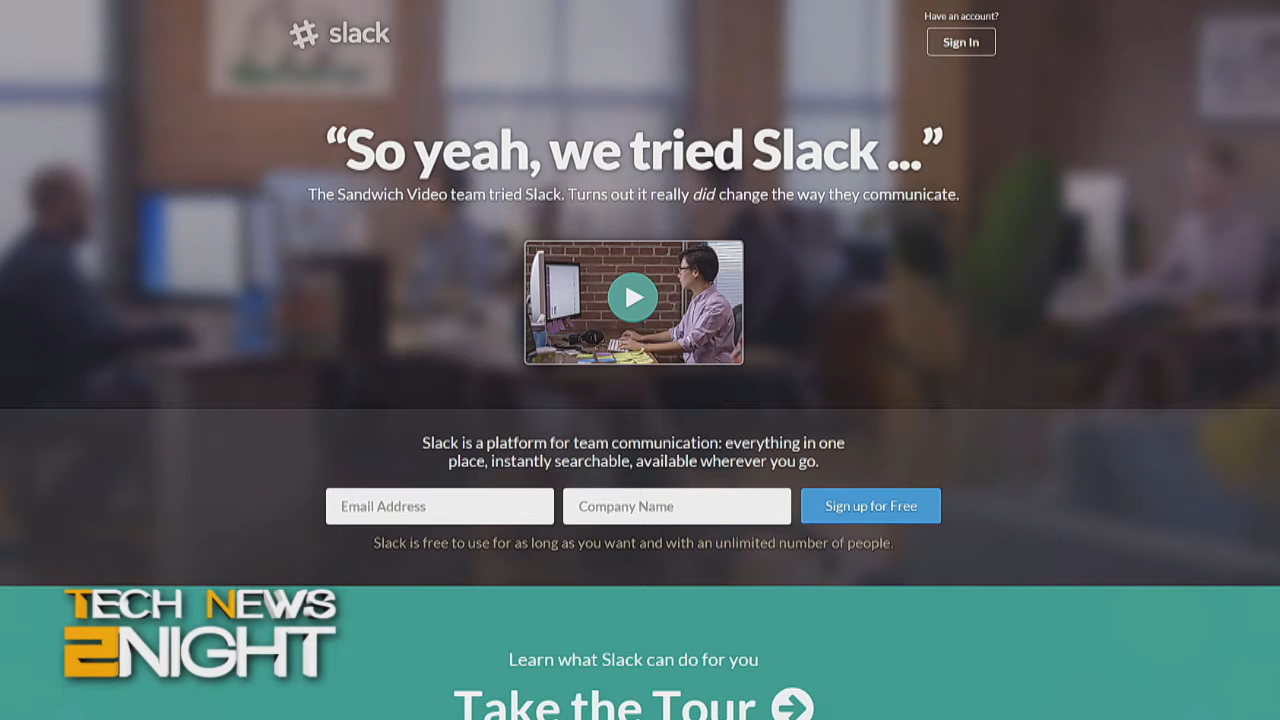 slack
Have an account?
Sign In
“So yeah, we tried Slack ...”
The Sandwich Video team tried Slack. Turns out it really did change the way they communicate.
Slack is a platform for team communication: everything in one
place, instantly searchable, available wherever you go.
Email Address
Company Name
Sign up for Free
Slack is free to use for as long as you want and with an unlimited number of people.
TECH NEWS
2NIGHT
Learn what Slack can do for you
Take the Tour